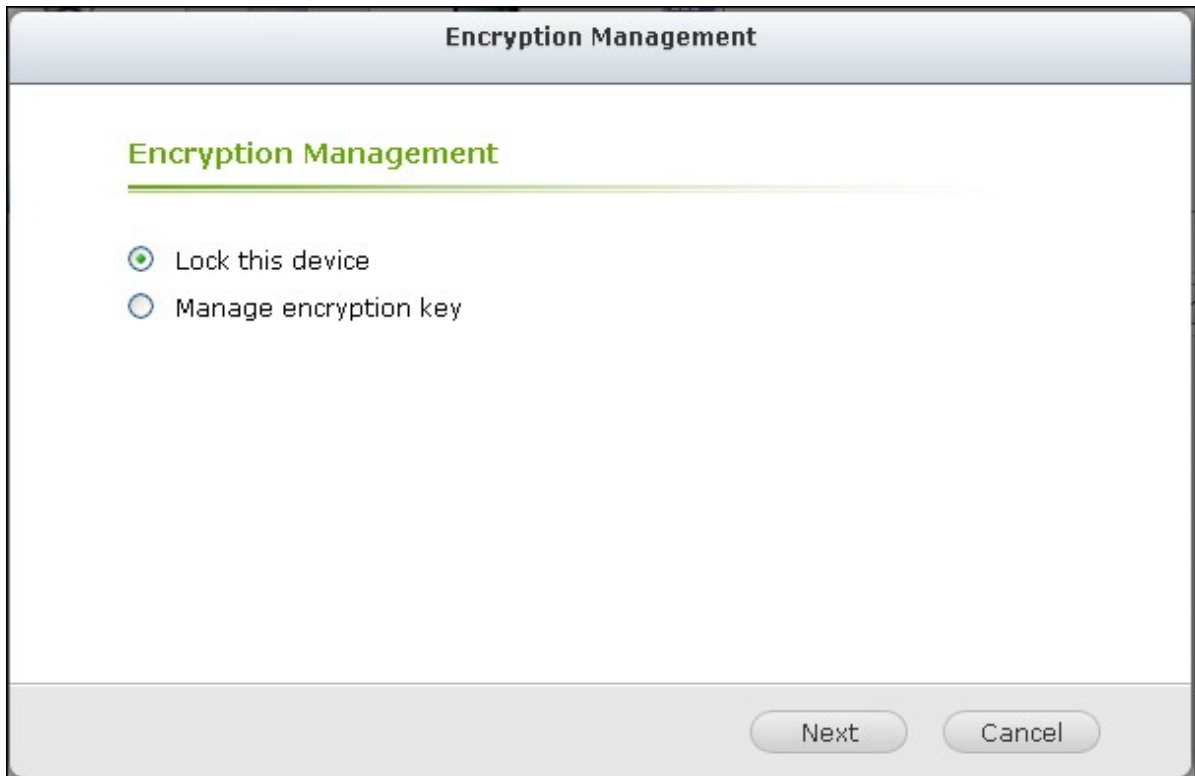 Encryption Management
Encryption Management
Lock this device
Manage encryption key
Next Cancel